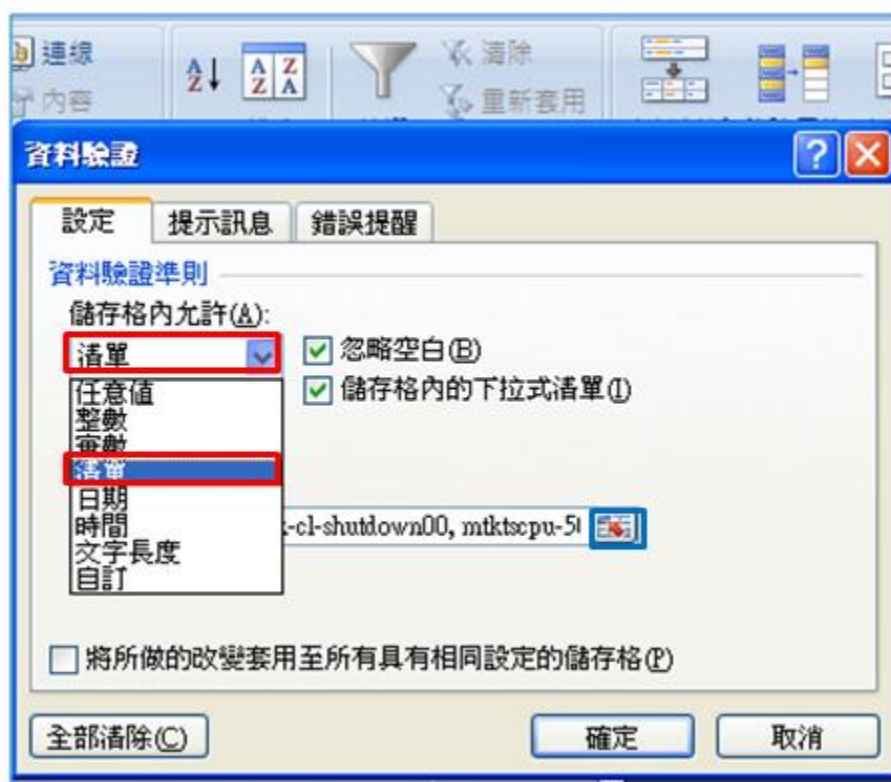 連線
清除
內容
重新套用
資料驗證
設定
提示訊息
錯誤提醒
資料驗證準則
儲存格內允許(A):
清單
忽略空白(B)
儲存格內的下拉式清單(I)
任意值
整數
實數
清單
日期
時間
文字長度
自訂
-cl-shutdown00, mtktscpu-5
將所做的改變套用至所有具有相同設定的儲存格(P)
全部清除(C)
確定
取消